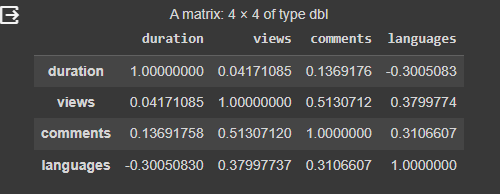 A matrix: 4 × 4 of type dbl
duration views comments languages
duration 1.00000000 0.04171085 0.1369176 -0.3005083
views 0.04171085 1.00000000 0.5130712 0.3799774
comments 0.13691758 0.51307120 1.0000000 0.3106607
languages -0.30050830 0.37997737 0.3106607 1.0000000